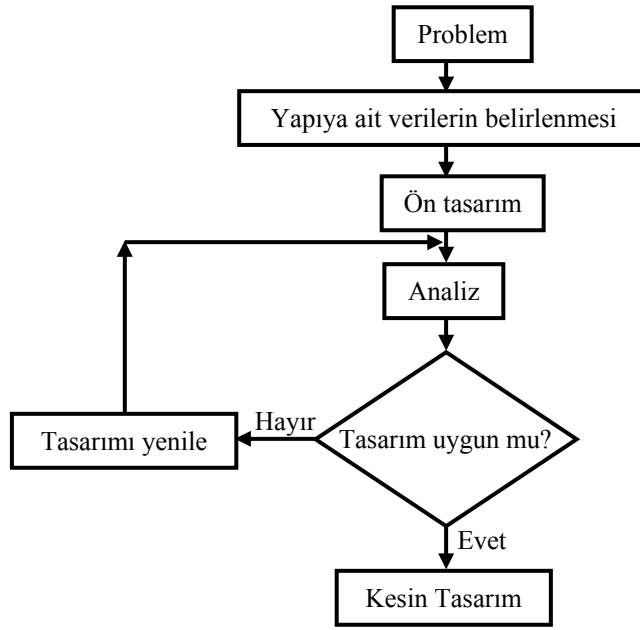 Problem
Yapıya ait verilerin belirlenmesi
Ön tasarım
Analiz
Hayır
Tasarımı yenile
Tasarım uygun mu?
Evet
Kesin Tasarım